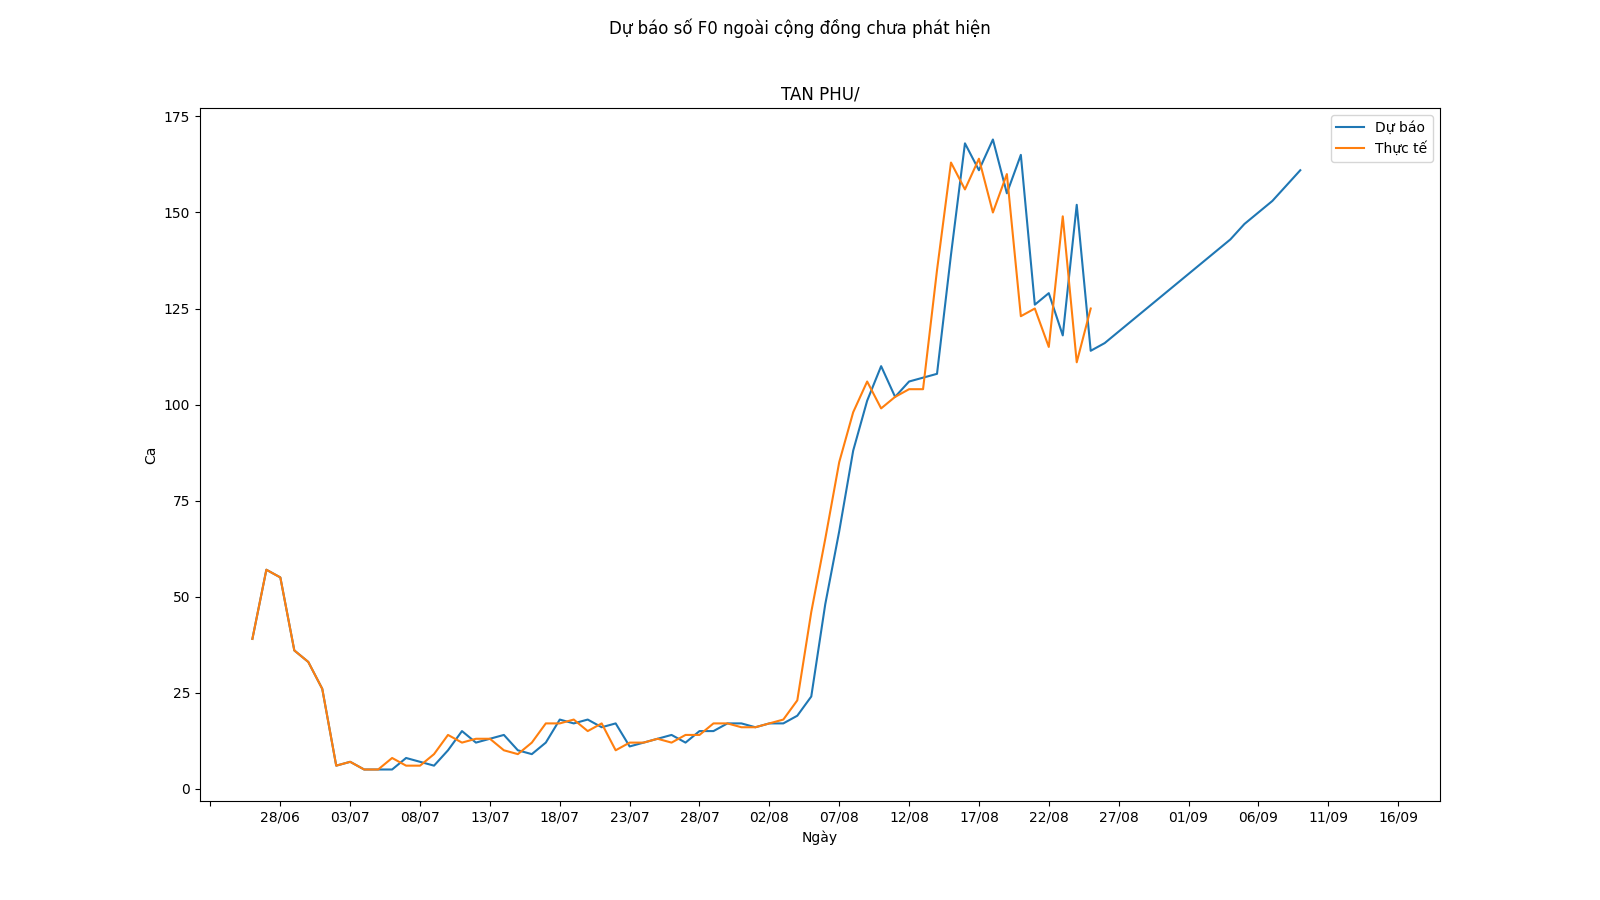 Dự báo số F0 ngoài cộng đồng chưa phát hiện
TAN PHU/
Dự báo
Thực tế
175
150
125
100
75
50
25
0
Ca
28/06 03/07 08/07 13/07 18/07 23/07 28/07 02/08 07/08 12/08 17/08 22/08 27/08 01/09 06/09 11/09 16/09
Ngày